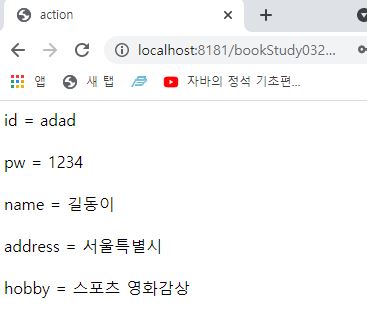 action
localhost:8181/bookStudy032...
앱 새 탭 자바의 정석 기초편...
id = adad
pw = 1234
name = 길동이
address = 서울특별시
hobby = 스포츠 영화감상